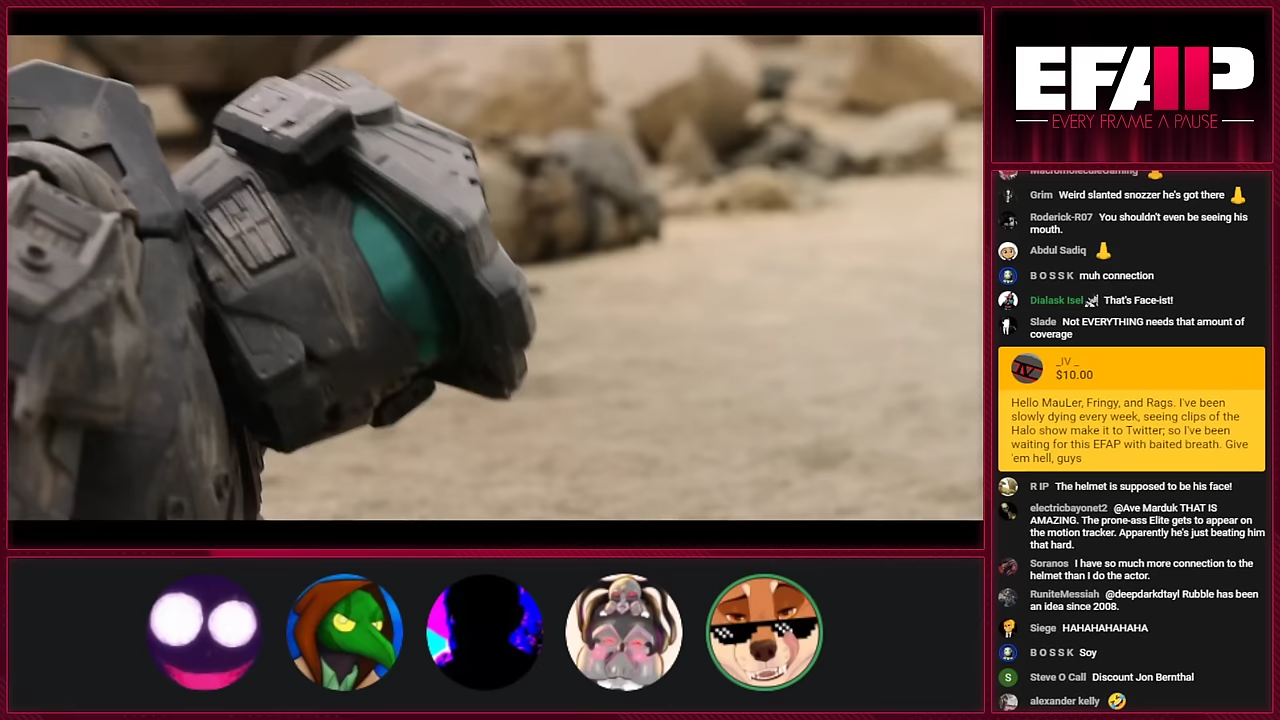 EFAP
EVERY FRAME A PAUSE
MacromoleculeGaming
Grim Weird slanted snozzer he's got there
Roderick-R07 You shouldn't even be seeing his
mouth.
Abdul Sadiq
B O S S K muh connection
Dialask Isel That's Face-ist!
Slade Not EVERYTHING needs that amount of
coverage
_IV_
$10.00
Hello MauLer, Fringy, and Rags. I've been
slowly dying every week, seeing clips of the
Halo show make it to Twitter; so I've been
waiting for this EFAP with baited breath. Give
'em hell, guys
R IP The helmet is supposed to be his face!
electricbayonet2 @Ave Marduk THAT IS
AMAZING. The prone-ass Elite gets to appear on
the motion tracker. Apparently he's just beating him
that hard.
Soranos I have so much more connection to the
helmet than I do the actor.
RuniteMessiah @deepdarkdtayl Rubble has been
an idea since 2008.
Siege HAHAHAHAHAHA
B O S S K Soy
S
Steve O Call Discount Jon Bernthal
alexander kelly